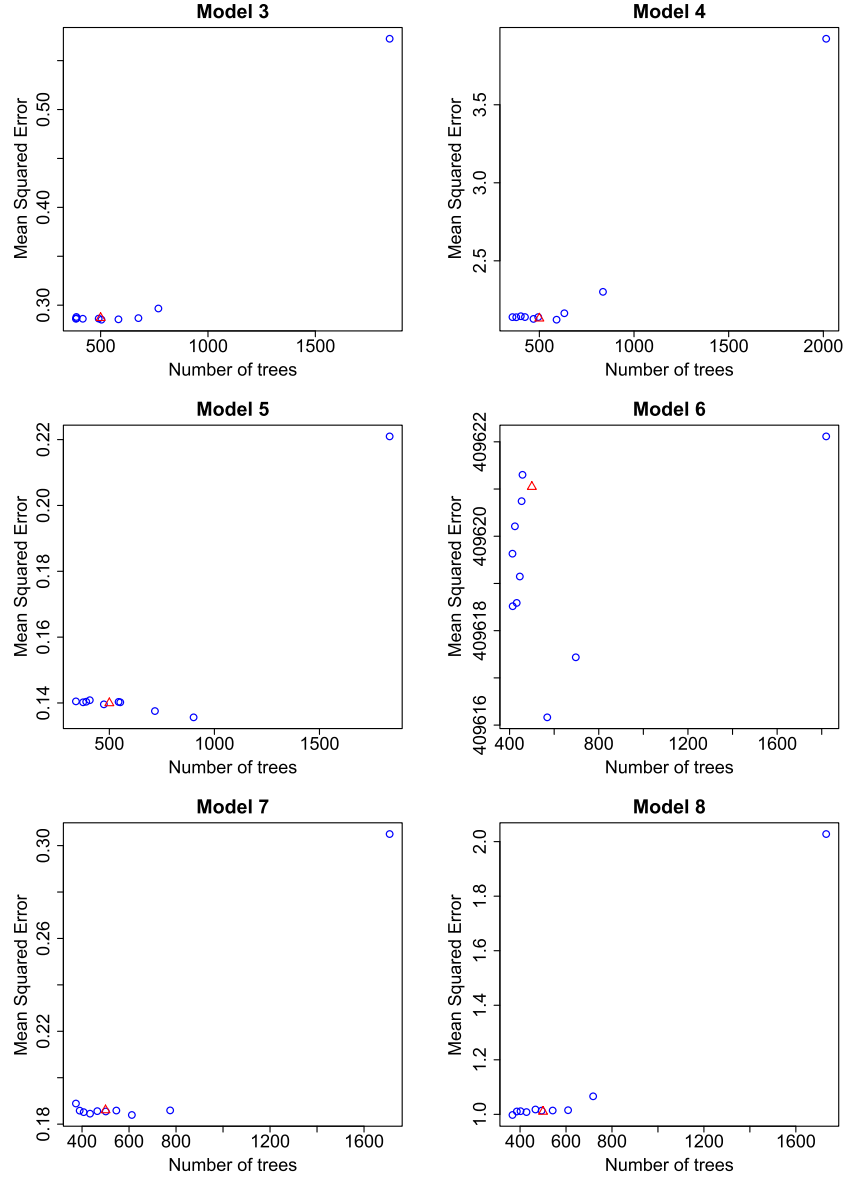 Model 3
Mean Squared Error
0.30 0.40 0.50
500 1000 1500
Number of trees
Model 4
Mean Squared Error
2.5 3.0 3.5
500 1000 1500 2000
Number of trees
Model 5
Mean Squared Error
0.14 0.16 0.18 0.20 0.22
500 1000 1500
Number of trees
Model 6
Mean Squared Error
409616 409618 409620 409622
400 800 1200 1600
Number of trees
Model 7
Mean Squared Error
0.18 0.22 0.26 0.30
400 600 800 1200 1600
Number of trees
Model 8
Mean Squared Error
1.0 1.2 1.4 1.6 1.8 2.0
400 600 800 1200 1600
Number of trees